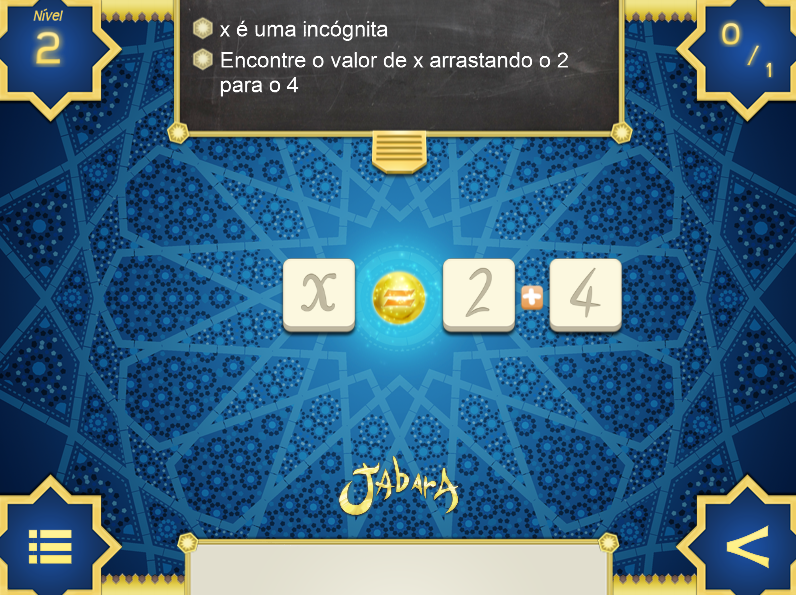 Nível
2
x é uma incógnita
Encontre o valor de x arrastando o 2
para o 4
0/1
x = 2 + 4
Jabara